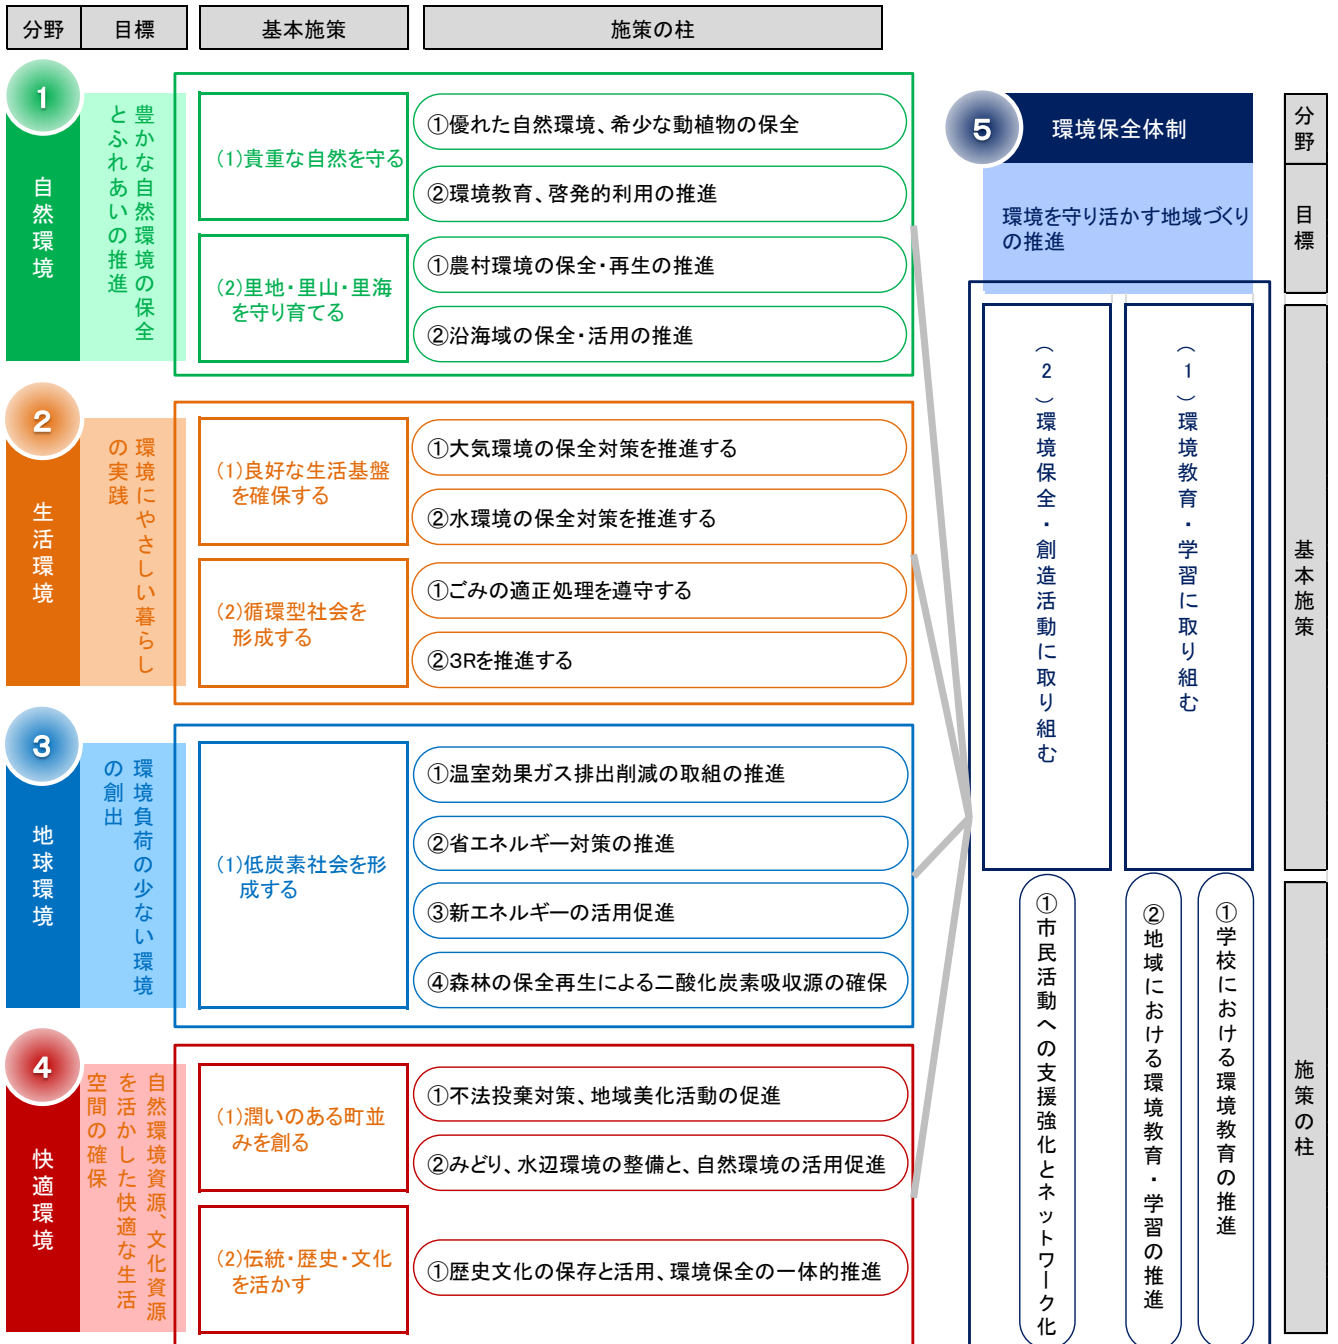 分野
目標
基本施策
施策の柱
1
自然環境
豊かな自然環境の保全
とふれあいの推進
(1)貴重な自然を守る
①優れた自然環境、希少な動植物の保全
②環境教育、啓発的利用の推進
(2)里地・里山・里海
を守り育てる
①農村環境の保全・再生の推進
②沿海域の保全・活用の推進
2
生活環境
環境にやさしい暮らし
の実践
(1)良好な生活基盤
を確保する
①大気環境の保全対策を推進する
②水環境の保全対策を推進する
(2)循環型社会を
形成する
①ごみの適正処理を遵守する
②3Rを推進する
3
地球環境
環境負荷の少ない環境
の創出
(1)低炭素社会を形
成する
①温室効果ガス排出削減の取組の推進
②省エネルギー対策の推進
③新エネルギーの活用促進
④森林の保全再生による二酸化炭素吸収源の確保
4
快適環境
自然環境資源、文化資源
を活かした快適な生活
空間の確保
(1)潤いのある町並
みを創る
①不法投棄対策、地域美化活動の促進
②みどり、水辺環境の整備と、自然環境の活用促進
(2)伝統・歴史・文化
を活かす
①歴史文化の保存と活用、環境保全の一体的推進
5
環境保全体制
分野
環境を守り活かす地域づくり
の推進
目標
(1)環境教育・学習に取り組む
(2)環境保全・創造活動に取り組む
基本施策
①学校における環境教育の推進
②地域における環境教育・学習の推進
①市民活動への支援強化とネットワーク化
施策の柱